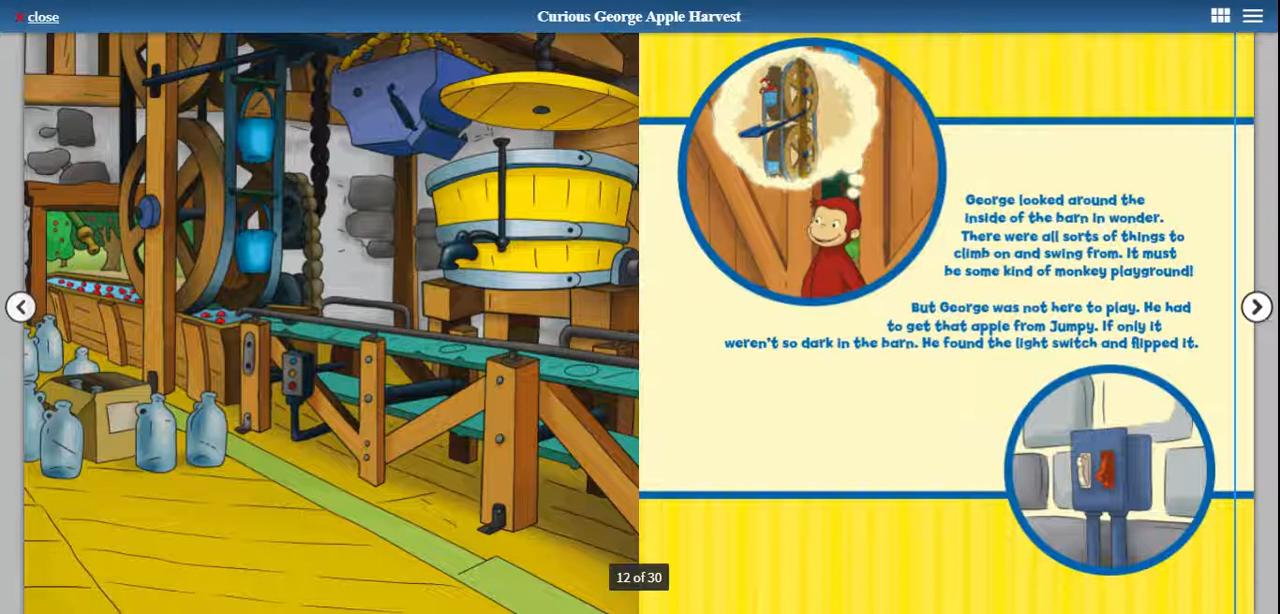 × close
Curious George Apple Harvest
George looked around the
inside of the barn in wonder.
There were all sorts of things to
climb on and swing from. It must
be some kind of monkey playground!
But George was not here to play. He had
to get that apple from Jumpy. If only it
weren't so dark in the barn. He found the light switch and flipped it.
12 of 30